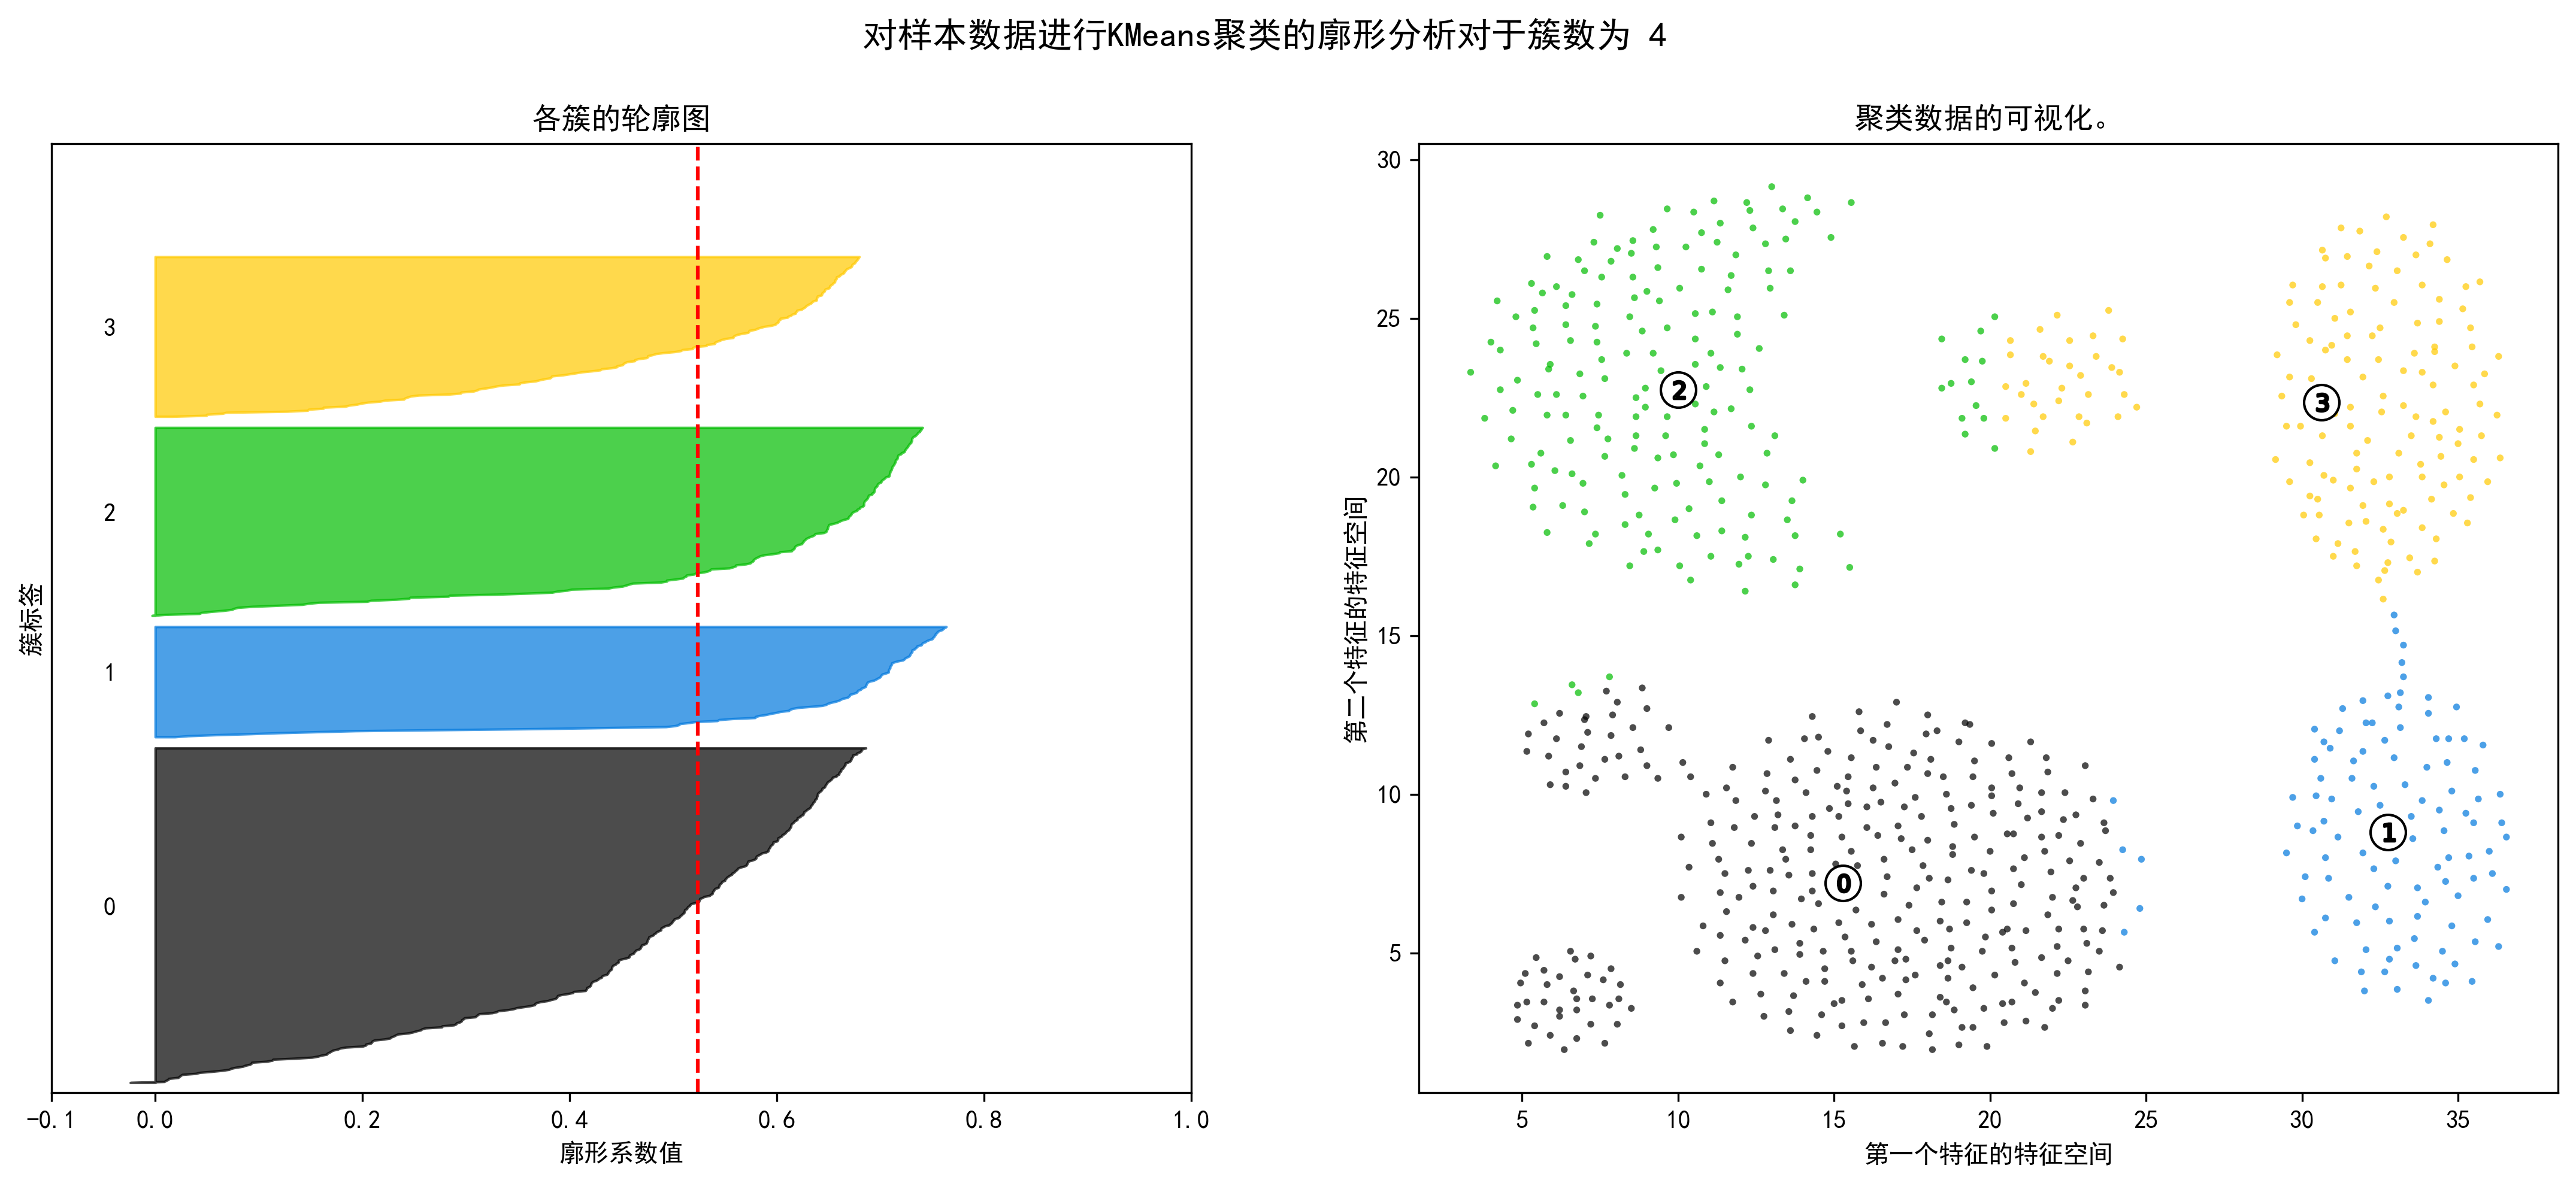 对样本数据进行KMeans聚类的廓形分析对于簇数为 4
各簇的轮廓图
簇标签
3
2
1
0
-0.1 0.0 0.2 0.4 0.6 0.8 1.0
廓形系数值
聚类数据的可视化。
第二个特征的特征空间
30
25
20
15
10
5
2
3
1
0
5 10 15 20 25 30 35
第一个特征的特征空间